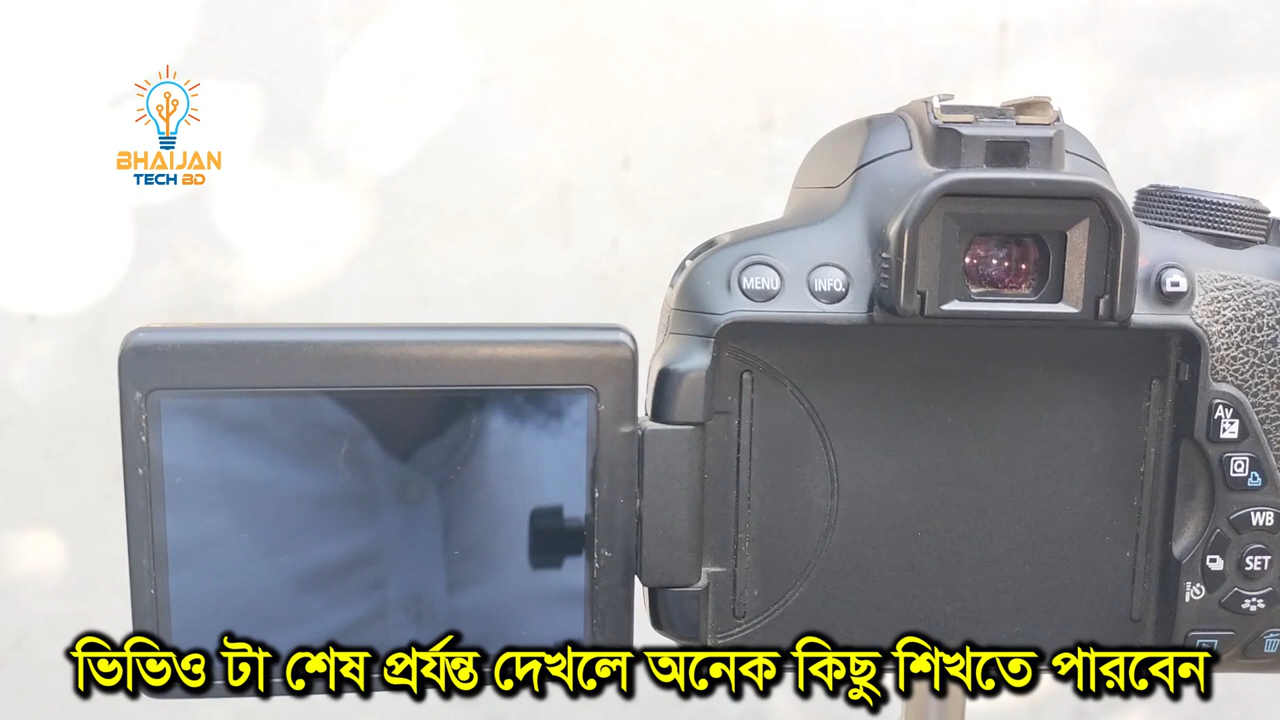 BHAIJAN
TECH BD
MENU
INFO.
Av
Q
WB
SET
ভিভিও টা শেষ প্রর্যন্ত দেখলে অনেক কিছু শিখতে পারবেন